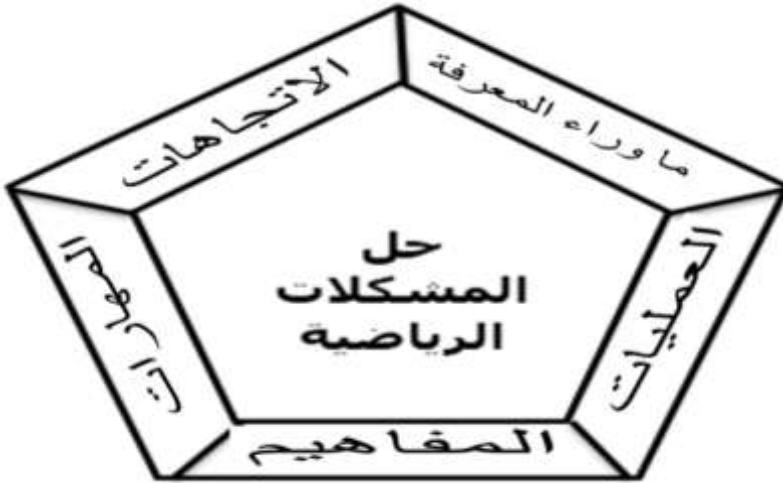 ما وراء المعرفة
الاتجاهات
حل
المشكلات
الرياضية
العمليات
المهارات
المفاهيم